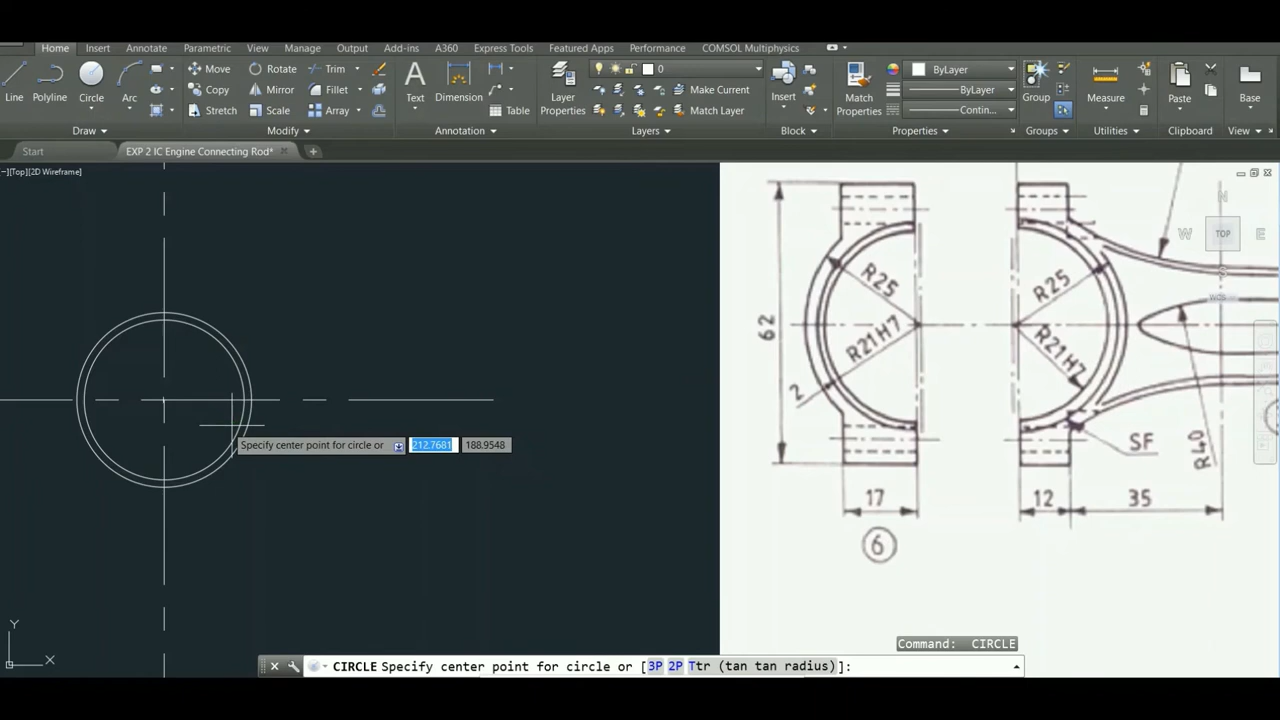 Home Insert Annotate Parametric View Manage Output Add-ins A360 Express Tools Featured Apps Performance COMSOL Multiphysics
Line Polyline Circle Arc
Move Rotate Trim
Copy Mirror Fillet
Stretch Scale Array
Text Dimension Table
Layer Properties
0
Make Current
Match Layer
Insert
Match Properties
ByLayer
ByLayer
Contin...
Group
Measure
Paste
Base
Draw Modify Annotation Layers Block Properties Groups Utilities Clipboard View
Start EXP 2 IC Engine Connecting Rod*
[Top][2D Wireframe]
N
W TOP E
S
R25 R25
62
R21H7 R21H7
2
SF
R40
17 12 35
6
Specify center point for circle or 212.7681 188.9548
Y
X
Command: CIRCLE
CIRCLE Specify center point for circle or [3P 2P Ttr (tan tan radius)]: